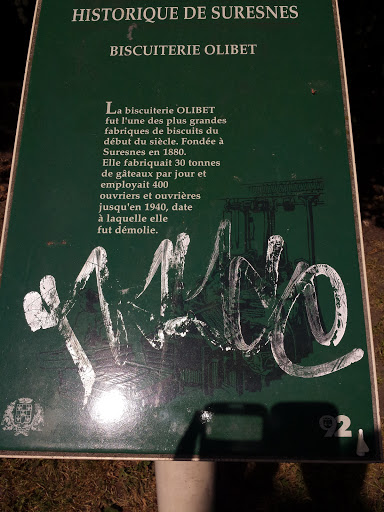 HISTORIQUE DE SURESNES
BISCUITERIE OLIBET
La biscuiterie OLIBET
fut l'une des plus grandes
fabriques de biscuits du
début du siècle. Fondée à
Suresnes en 1880.
Elle fabriquait 30 tonnes
de gâteaux par jour et
employait 400
ouvriers et ouvrières
jusqu'en 1940, date
à laquelle elle
fut démolie.
92